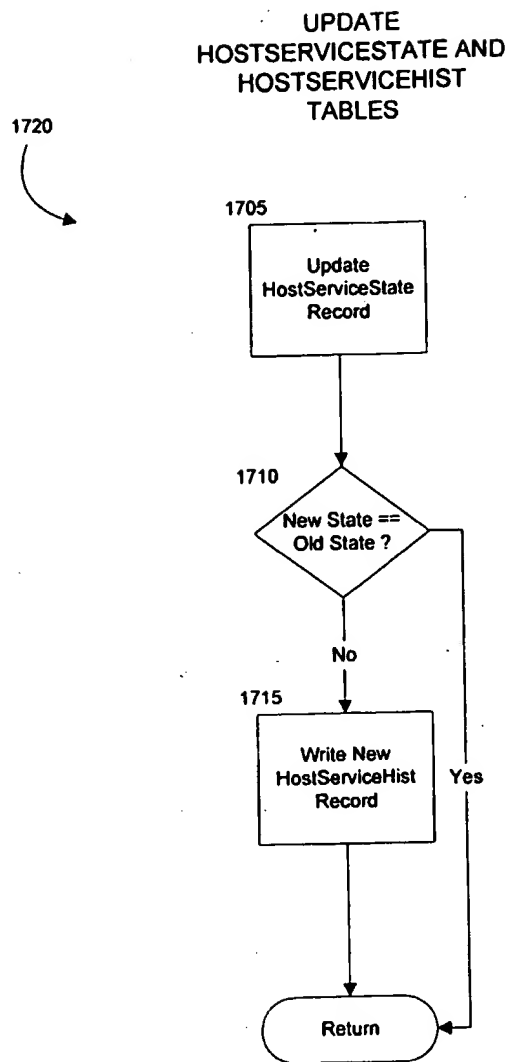 UPDATE
HOSTSERVICESTATE AND
HOSTSERVICEHIST
TABLES
1720
1705
Update
HostServiceState
Record
1710
New State ==
Old State ?
No
1715
Write New
HostServiceHist
Record
Yes
Return